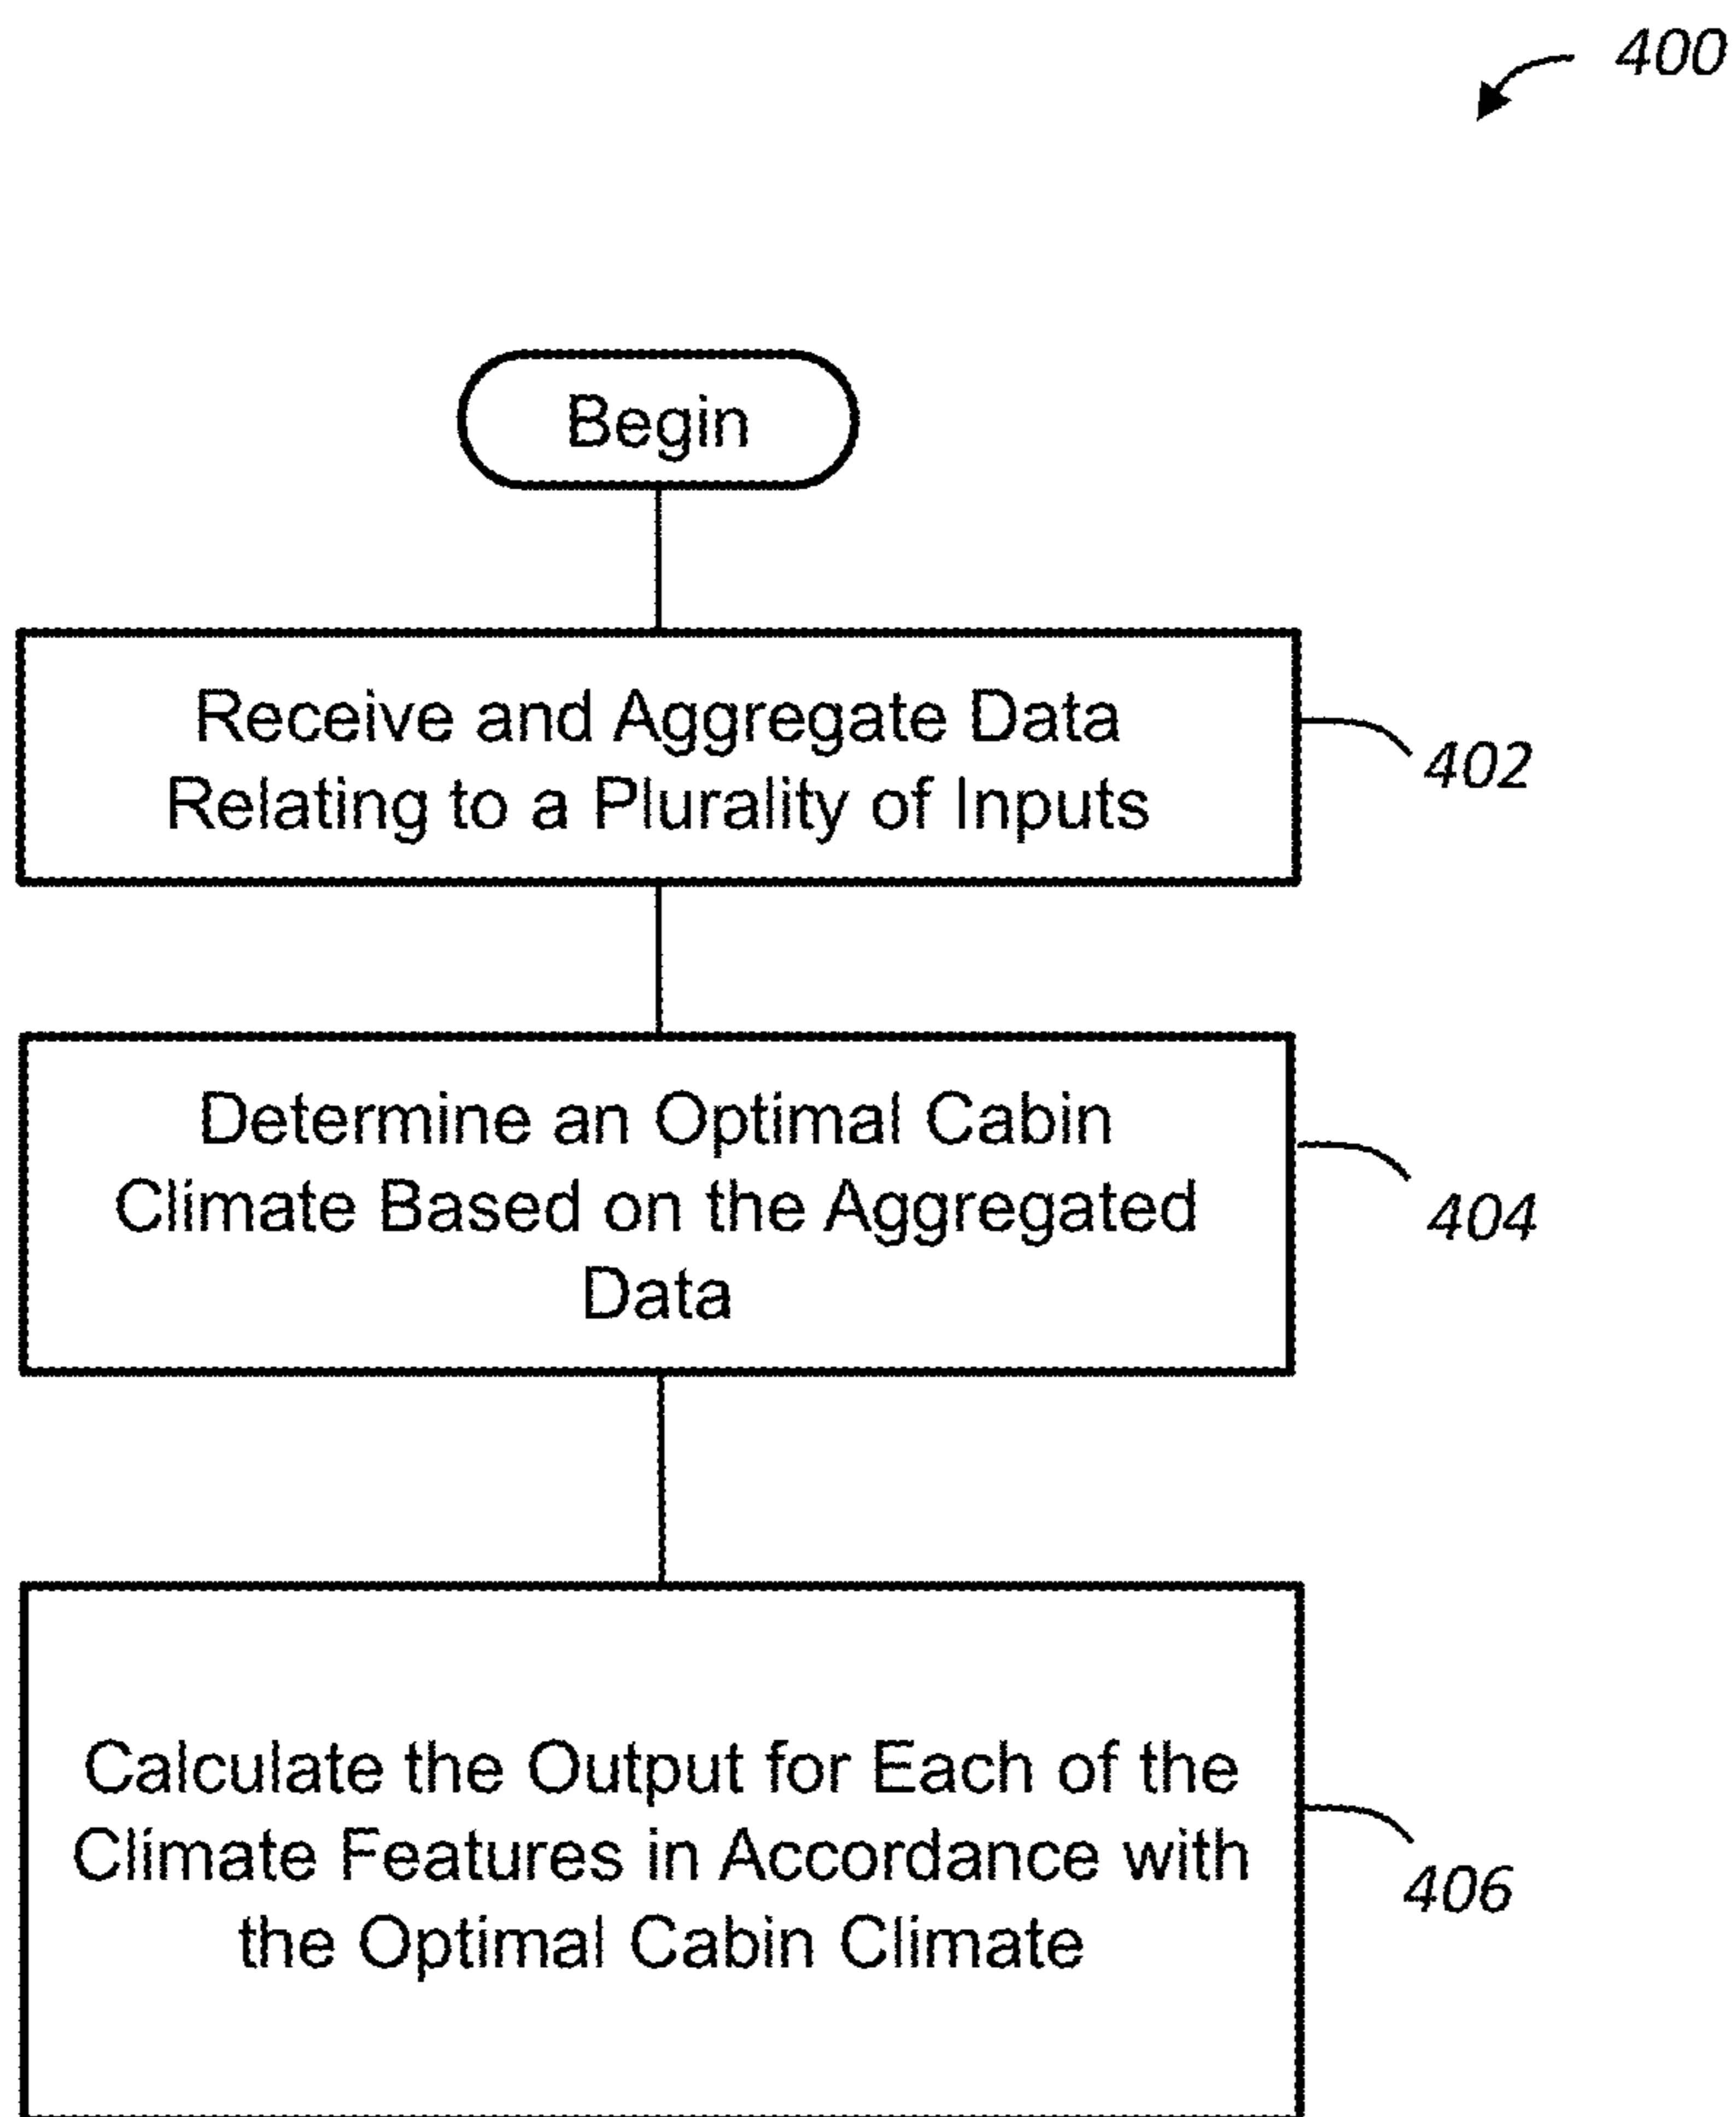 400
Begin
Receive and Aggregate Data
Relating to a Plurality of Inputs
402
Determine an Optimal Cabin
Climate Based on the Aggregated
Data
404
Calculate the Output for Each of the
Climate Features in Accordance with
the Optimal Cabin Climate
406